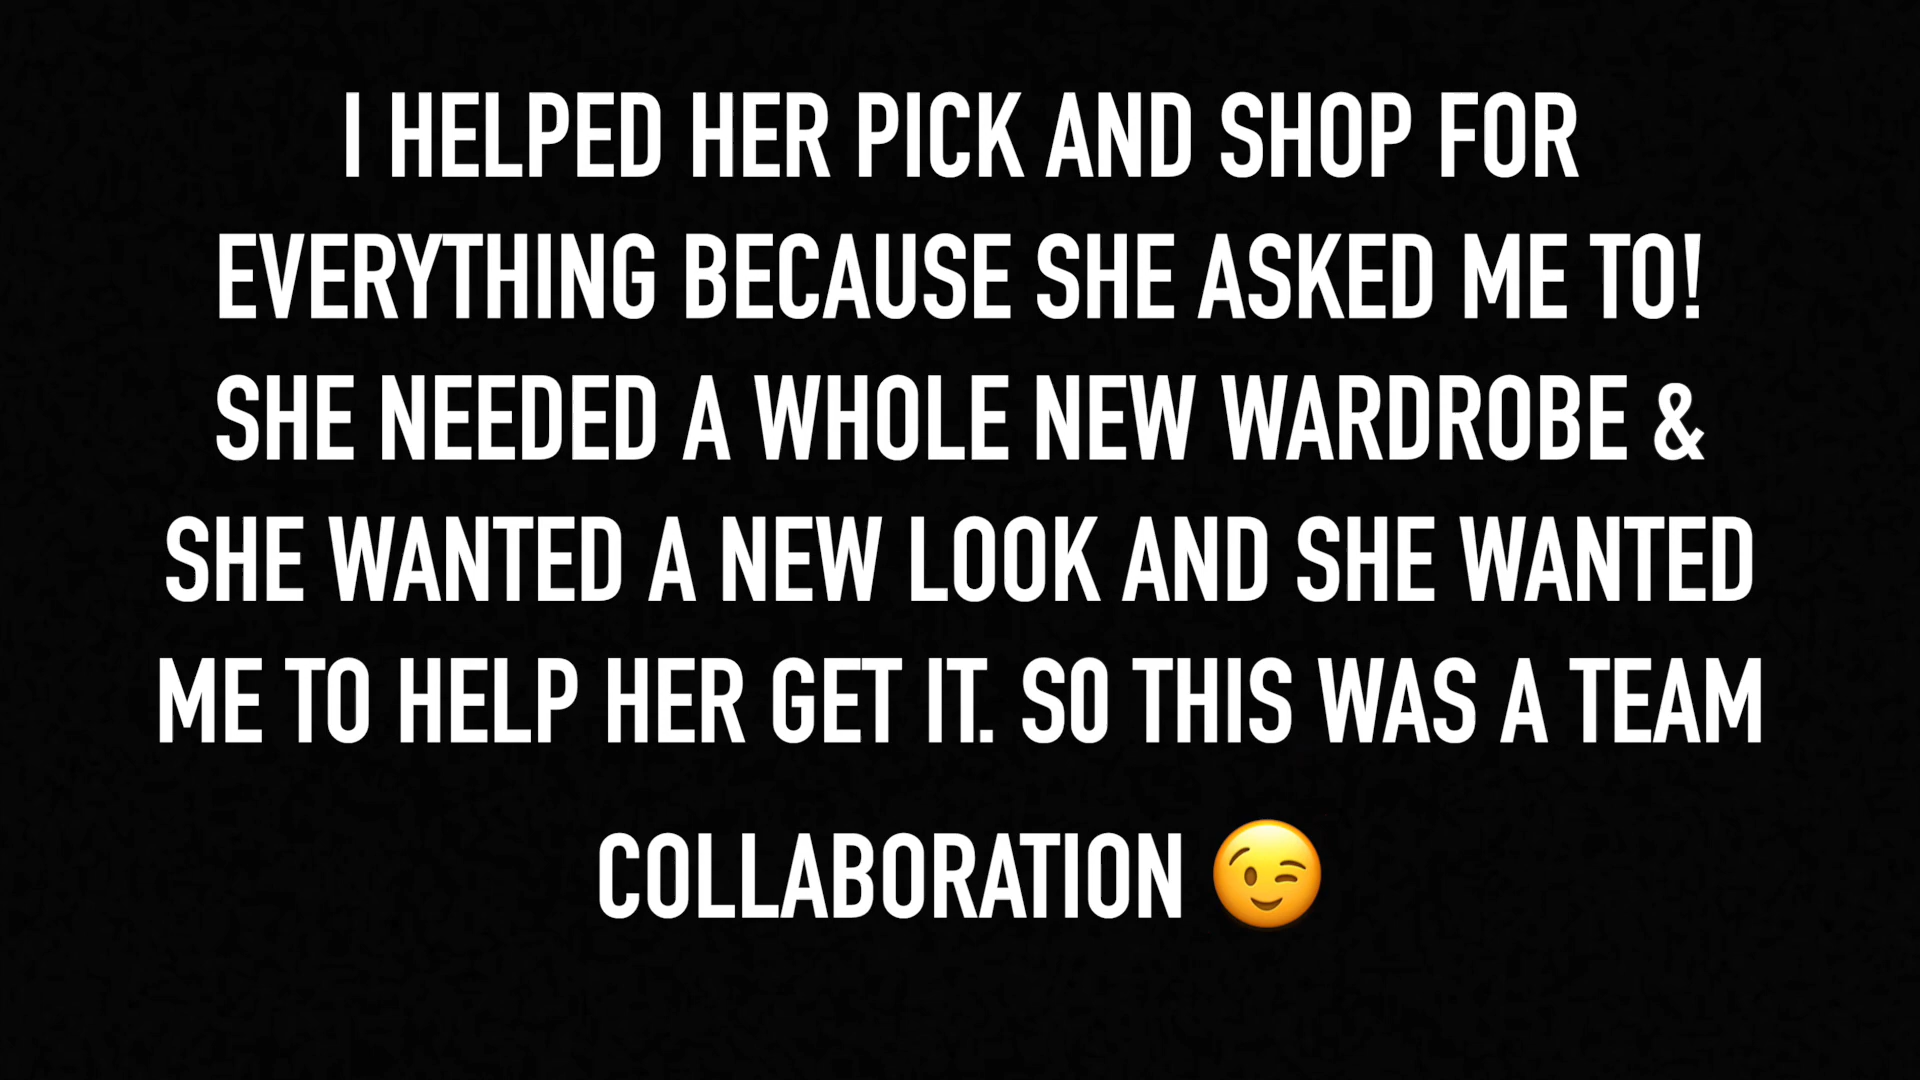 I HELPED HER PICK AND SHOP FOR
EVERYTHING BECAUSE SHE ASKED ME TO!
SHE NEEDED A WHOLE NEW WARDROBE &
SHE WANTED A NEW LOOK AND SHE WANTED
ME TO HELP HER GET IT. SO THIS WAS A TEAM
COLLABORATION 😉